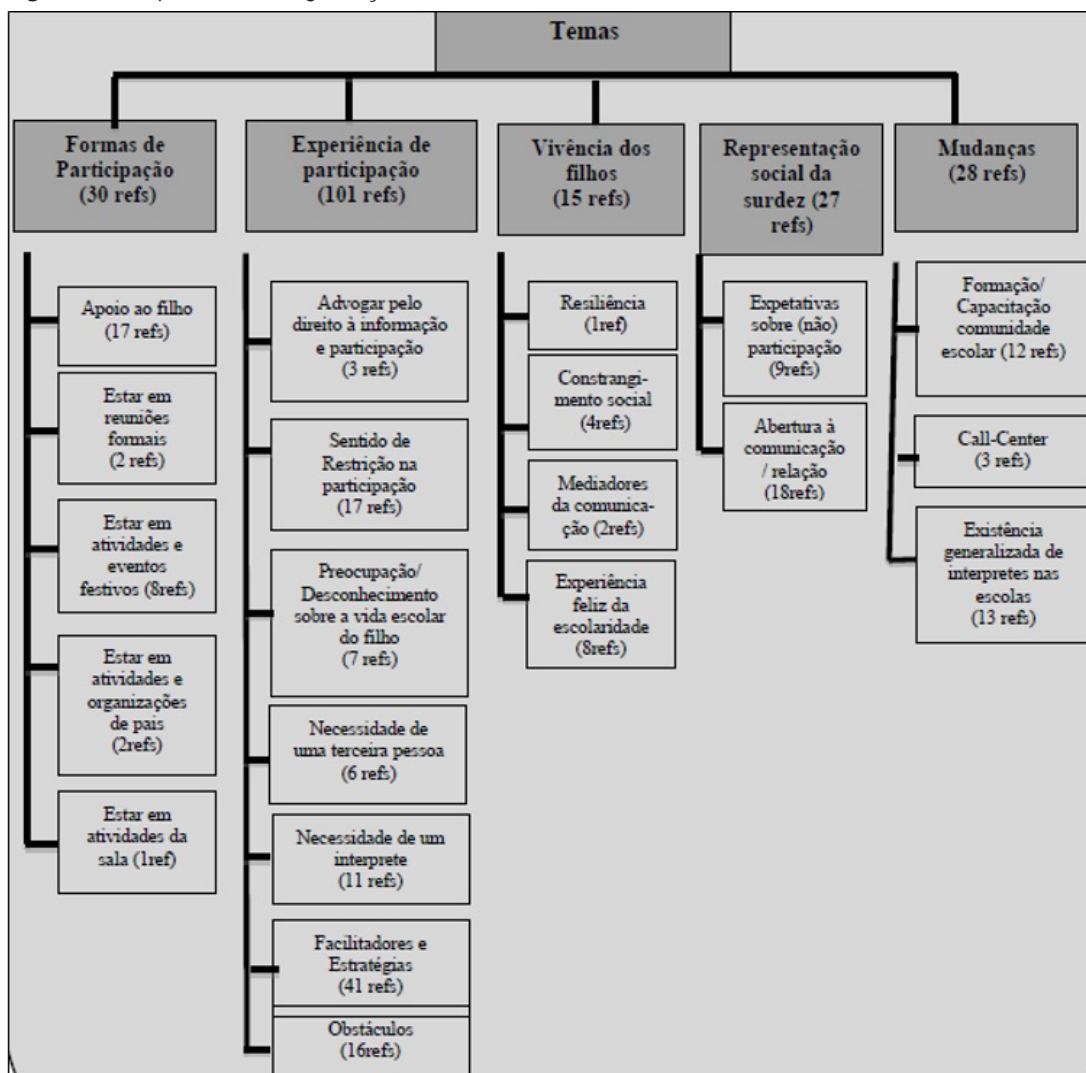 Temas
Formas de
Participação
(30 refs)
Apoio ao filho
(17 refs)
Estar em
reuniões
formais
(2 refs)
Estar em
atividades e
eventos
festivos (8refs)
Estar em
atividades e
organizações
de pais
(2refs)
Estar em
atividades da
sala (1ref)
Experiência de
participação
(101 refs)
Advogar pelo
direito à informação
e participação
(3 refs)
Sentido de
Restrição na
participação
(17 refs)
Preocupação/
Desconhecimento
sobre a vida escolar
do filho
(7 refs)
Necessidade de
uma terceira pessoa
(6 refs)
Necessidade de um
interprete
(11 refs)
Facilitadores e
Estratégias
(41 refs)
Obstáculos
(16refs)
Vivência dos
filhos
(15 refs)
Resiliência
(1ref)
Constrangi-
mento social
(4refs)
Mediadores
da comunica-
ção (2refs)
Experiência
feliz da
escolaridade
(8refs)
Representação
social da
surdez (27
refs)
Expetativas
sobre (não)
participação
(9refs)
Abertura à
comunicação
/ relação
(18refs)
Mudanças
(28 refs)
Formação/
Capacitação
comunidade
escolar (12 refs)
Call-Center
(3 refs)
Existência
generalizada de
interpretes nas
escolas
(13 refs)